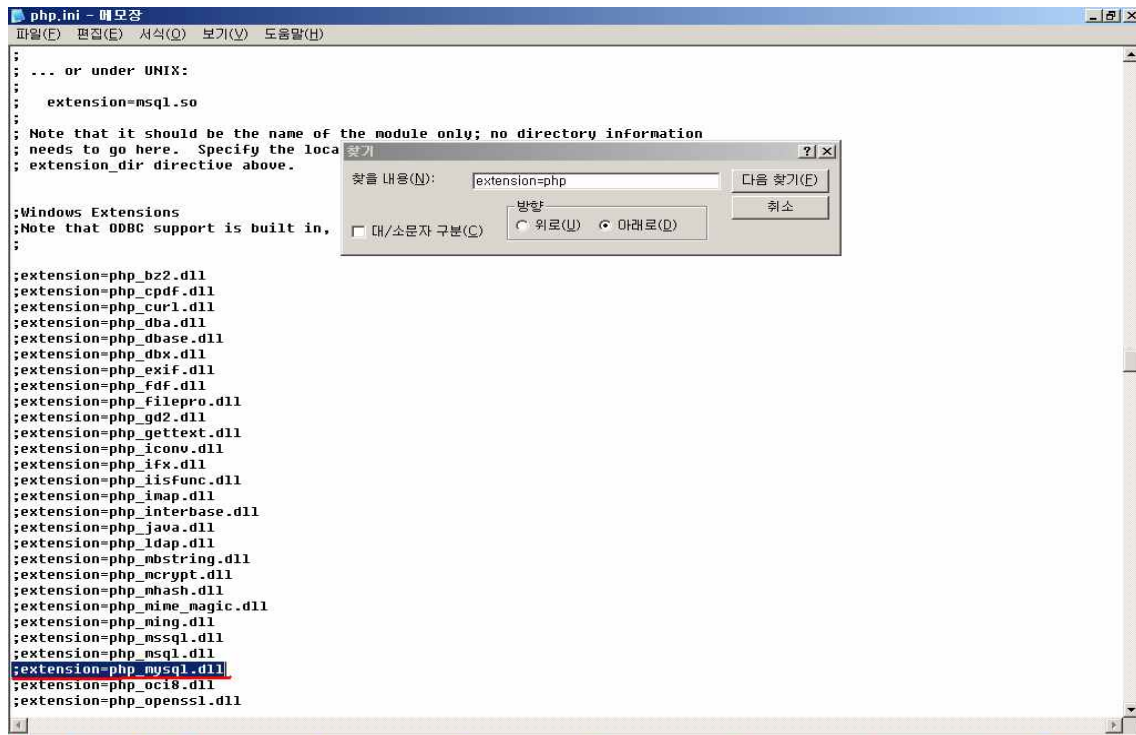 php.ini - 메모장
파일(F) 편집(E) 서식(O) 보기(V) 도움말(H)
;
; ... or under UNIX:
;
;   extension=msql.so
;
; Note that it should be the name of the module only; no directory information
; needs to go here.  Specify the loca
; extension_dir directive above.
찾기
찾을 내용(N):
extension=php
다음 찾기(F)
취소
방향
위로(U)
아래로(D)
대/소문자 구분(C)
;Windows Extensions
;Note that ODBC support is built in,
;
;extension=php_bz2.dll
;extension=php_cpdf.dll
;extension=php_curl.dll
;extension=php_dba.dll
;extension=php_dbase.dll
;extension=php_dbx.dll
;extension=php_exif.dll
;extension=php_fdf.dll
;extension=php_filepro.dll
;extension=php_gd2.dll
;extension=php_gettext.dll
;extension=php_iconv.dll
;extension=php_ifx.dll
;extension=php_iisfunc.dll
;extension=php_imap.dll
;extension=php_interbase.dll
;extension=php_java.dll
;extension=php_ldap.dll
;extension=php_mbstring.dll
;extension=php_mcrypt.dll
;extension=php_mhash.dll
;extension=php_mime_magic.dll
;extension=php_ming.dll
;extension=php_mssql.dll
;extension=php_msql.dll
;extension=php_mysql.dll
;extension=php_oci8.dll
;extension=php_openssl.dll